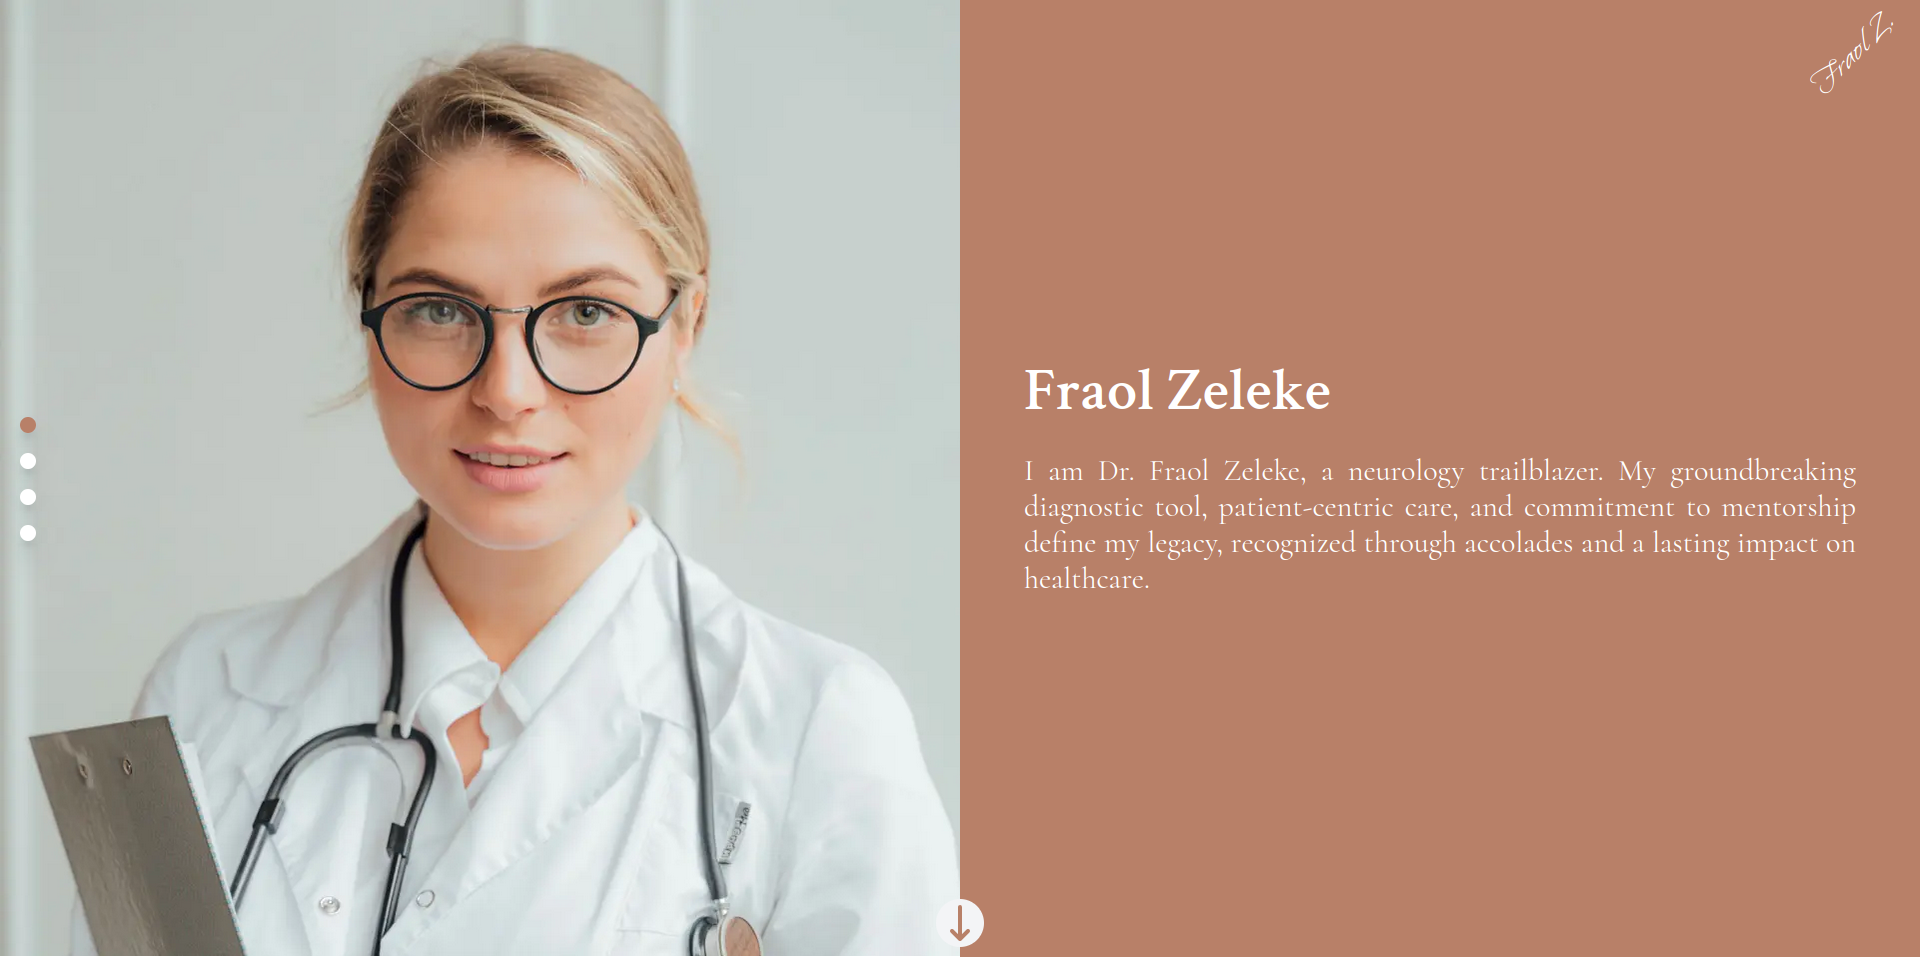 Fraol Z.
Fraol Zeleke
I am Dr. Fraol Zeleke, a neurology trailblazer. My groundbreaking
diagnostic tool, patient-centric care, and commitment to mentorship
define my legacy, recognized through accolades and a lasting impact on
healthcare.